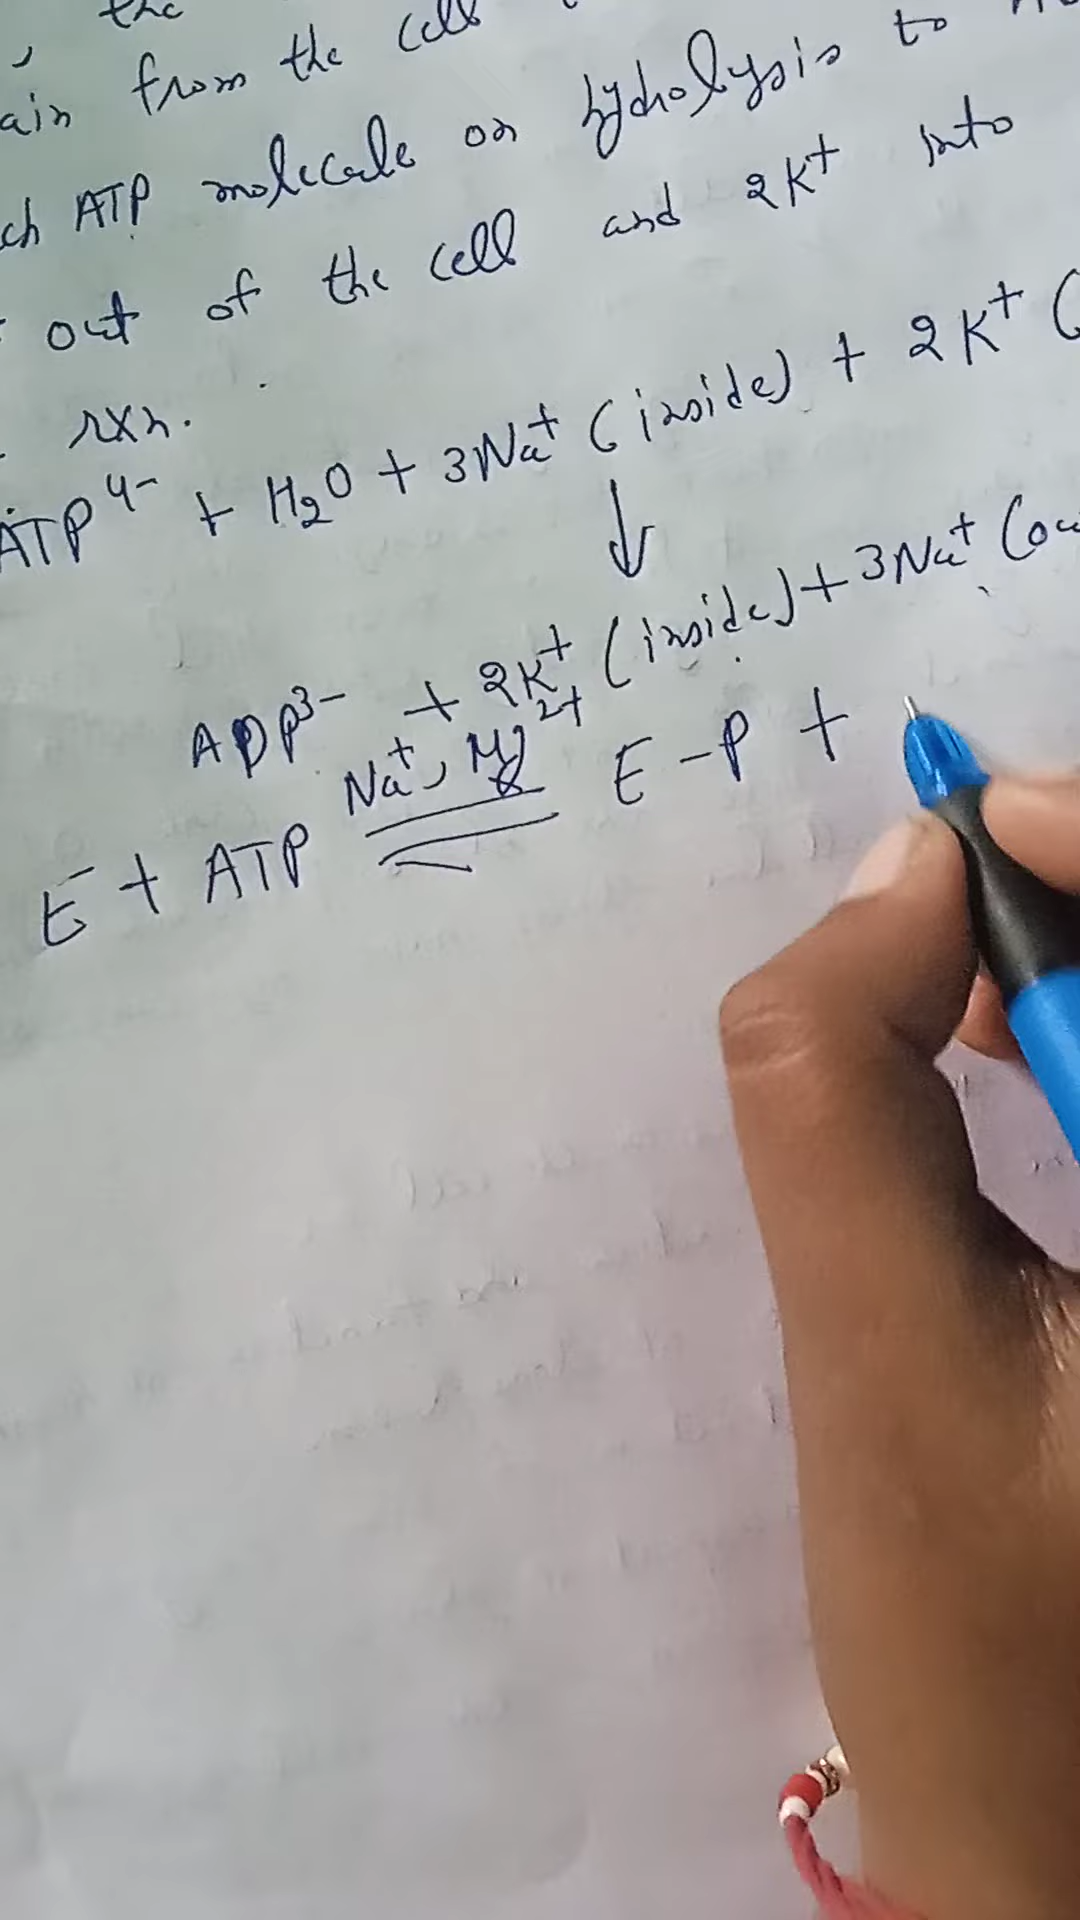 the
from the cell
ch ATP molecule on hydrolysis to
out of the cell and 2K⁺ into
rxn.
ATP⁴⁻ + H₂O + 3Na⁺ (inside) + 2K⁺ (
↓
ADP³⁻ + 2K⁺ (inside) + 3Na⁺ (ou
Na⁺, Mg²⁺
E + ATP ⇌ E-P +